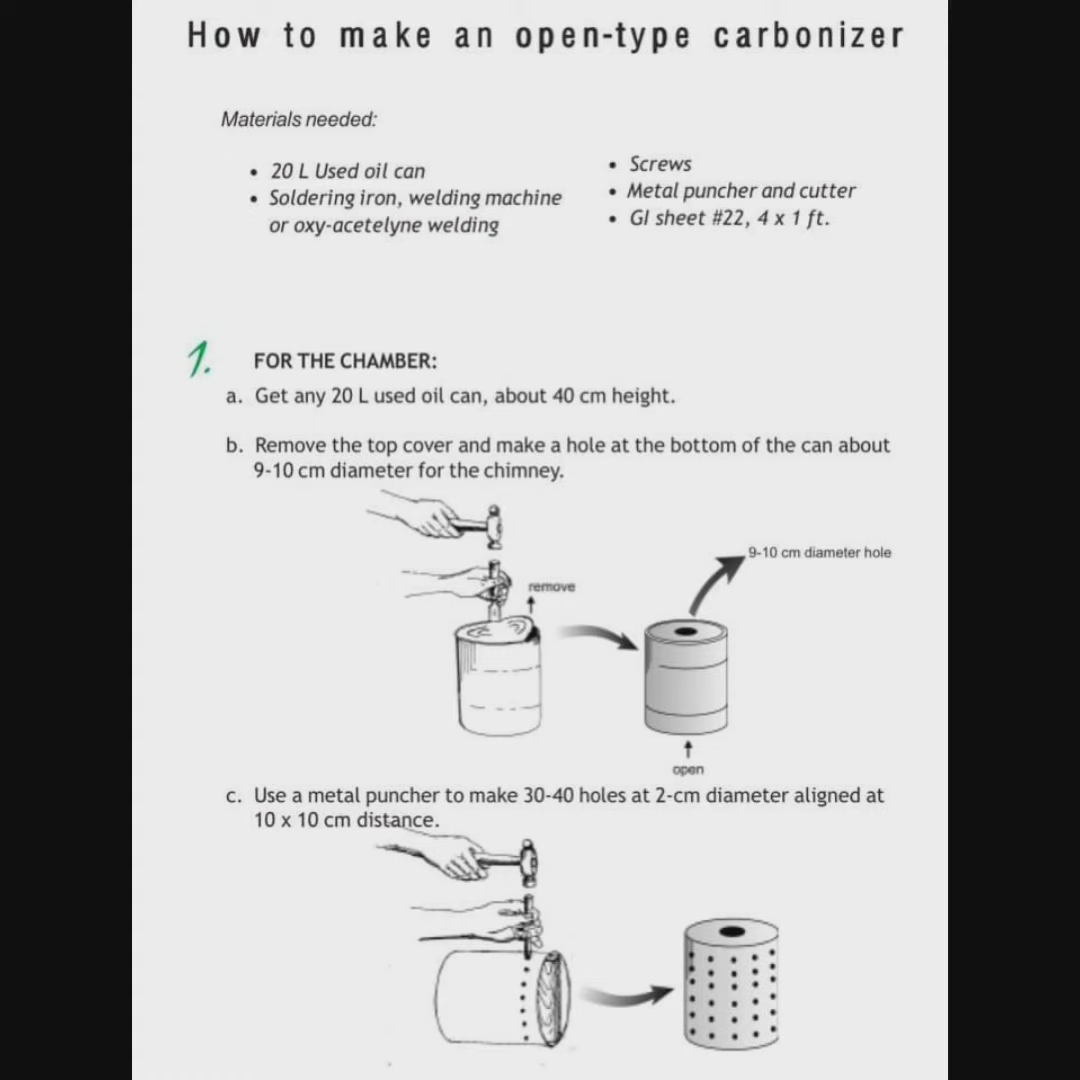 How to make an open-type carbonizer
Materials needed:
• 20 L Used oil can
• Soldering iron, welding machine
or oxy-acetelyne welding
• Screws
• Metal puncher and cutter
• GI sheet #22, 4 x 1 ft.
1. FOR THE CHAMBER:
a. Get any 20 L used oil can, about 40 cm height.
b. Remove the top cover and make a hole at the bottom of the can about
9-10 cm diameter for the chimney.
9-10 cm diameter hole
remove
open
c. Use a metal puncher to make 30-40 holes at 2-cm diameter aligned at
10 x 10 cm distance.